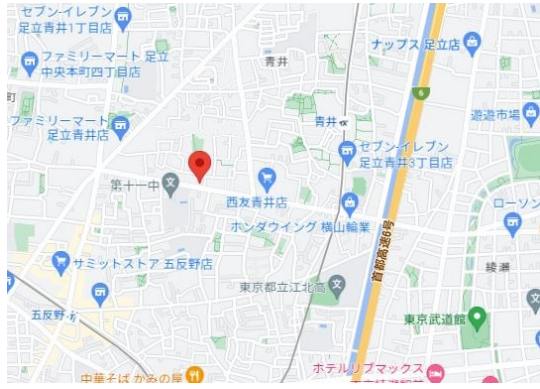 セブン-イレブン
足立青井1丁目店
ナップス 足立店
ファミリーマート 足立
中央本町四丁目店
青井
6
町
遊遊市場
ファミリーマート
足立青井店
青井
セブン-イレブン
足立青井3丁目店
第十一中
西友青井店
ローソン
ホンダウイング 横山輪業
首都高速6号
サミットストア 五反野店
綾瀬
東京都立江北高
五反野
東京武道館
ホテルリブマックス
中華そば かみの屋